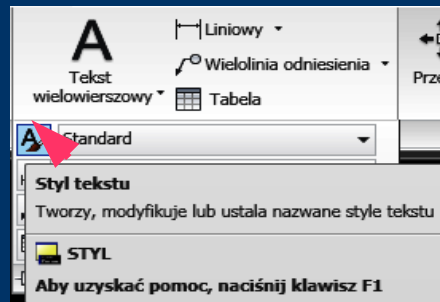 A
Liniowy
Tekst
wielowierszowy
Wielolinia odniesienia
Tabela
Standard
Styl tekstu
Tworzy, modyfikuje lub ustala nazwane style tekstu
STYL
Aby uzyskać pomoc, naciśnij klawisz F1